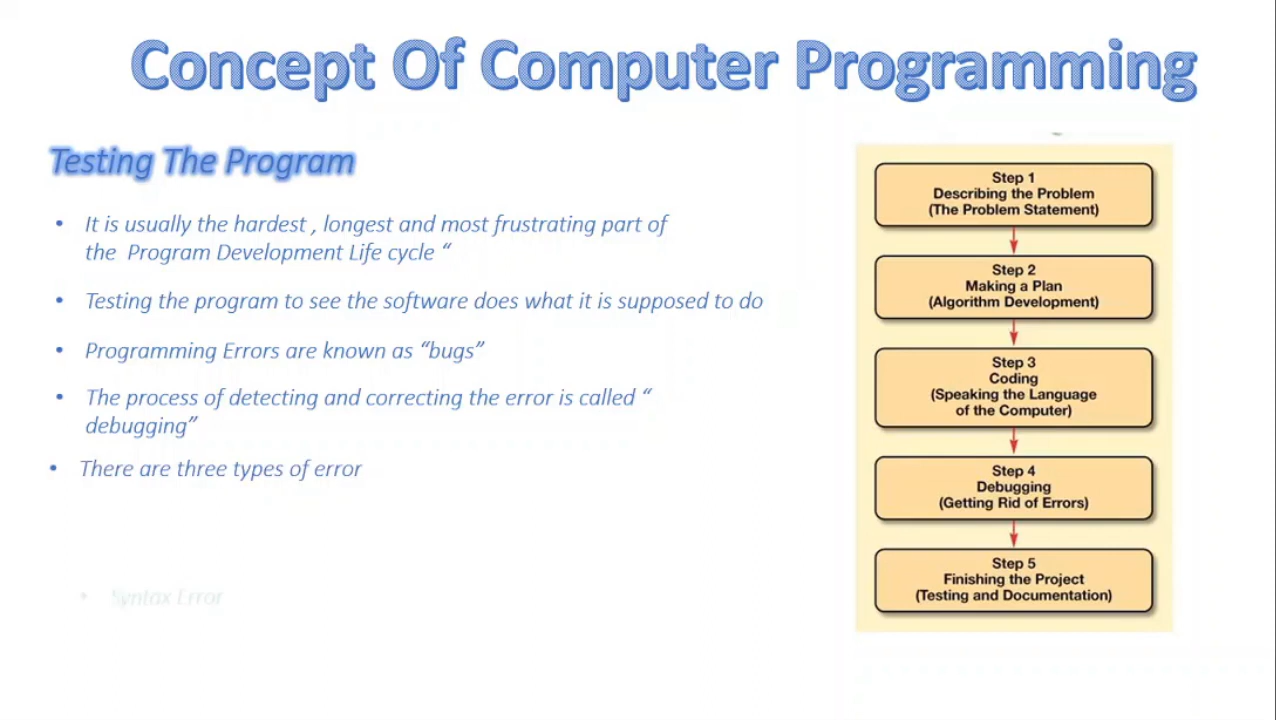 Concept Of Computer Programming
Testing The Program
• It is usually the hardest , longest and most frustrating part of
the Program Development Life cycle “
• Testing the program to see the software does what it is supposed to do
• Programming Errors are known as “bugs”
• The process of detecting and correcting the error is called “
debugging”
• There are three types of error
• Syntax Error
Step 1
Describing the Problem
(The Problem Statement)
Step 2
Making a Plan
(Algorithm Development)
Step 3
Coding
(Speaking the Language
of the Computer)
Step 4
Debugging
(Getting Rid of Errors)
Step 5
Finishing the Project
(Testing and Documentation)